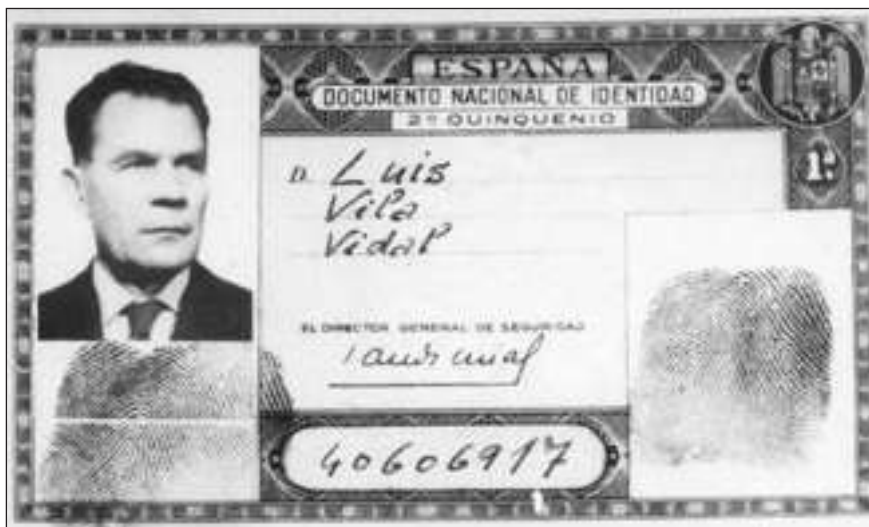 ESPAÑA
DOCUMENTO NACIONAL DE IDENTIDAD
2º QUINQUENIO
1ª
D. Luis
Vila
Vidal
EL DIRECTOR GENERAL DE SEGURIDAD
40606917